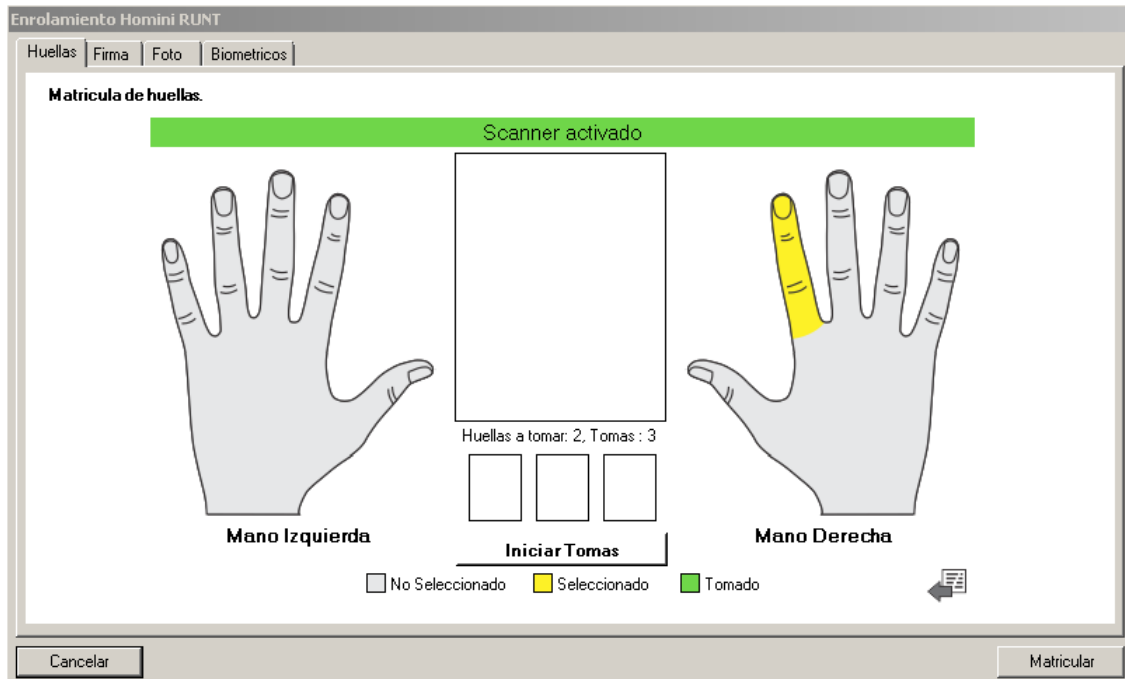 Enrolamiento Homini RUNT
Huellas Firma Foto Biometricos
Matricula de huellas.
Scanner activado
Huellas a tomar: 2, Tomas : 3
Mano Izquierda
Mano Derecha
Iniciar Tomas
No Seleccionado Seleccionado Tomado
Cancelar Matricular